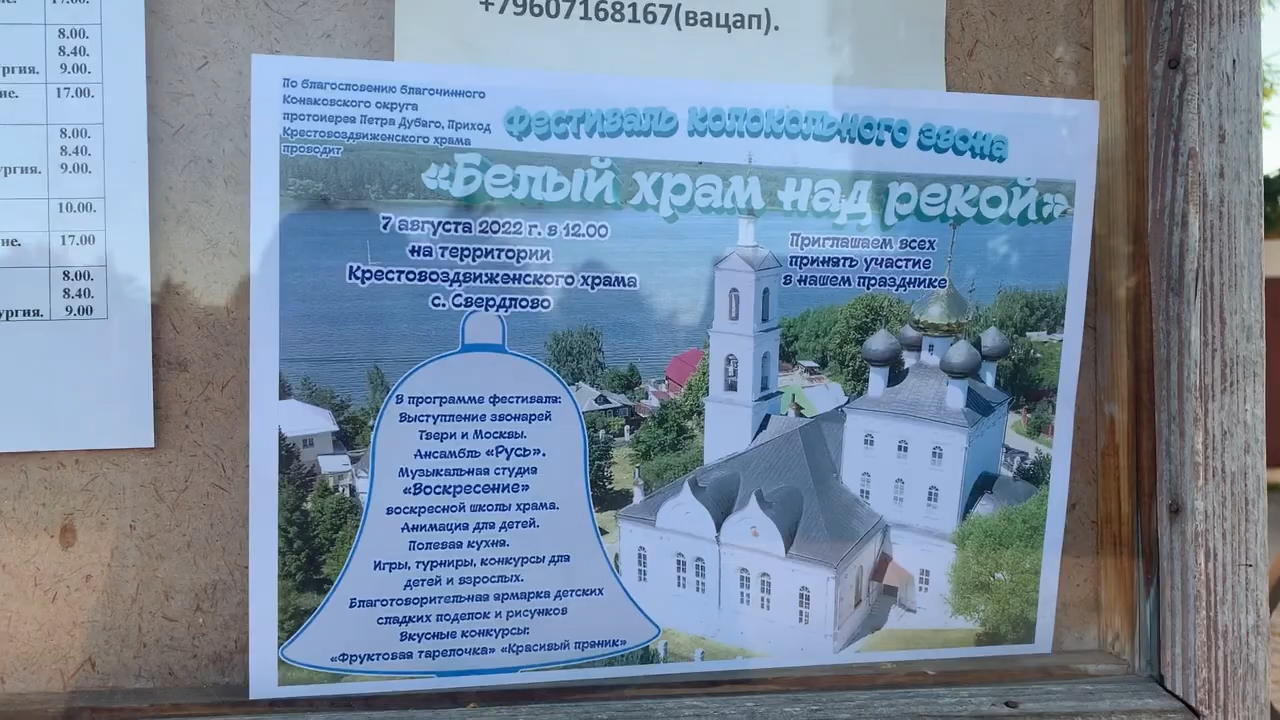 +79607168167(вацап).
17.00.
8.00.
8.40.
9.00.
17.00.
8.00.
8.40.
9.00.
10.00.
17.00
8.00.
8.40.
9.00
По благословению благочинного
Конаковского округа
протоиерея Петра Дубаго, Приход
Крестовоздвиженского храма
проводит
Фестиваль колокольного звона
«Белый храм над рекой»
7 августа 2022 г. в 12.00
на территории
Крестовоздвиженского храма
с. Свердлово
Приглашаем всех
принять участие
в нашем празднике
В программе фестиваля:
Выступление звонарей
Твери и Москвы.
Ансамбль «Русь».
Музыкальная студия
«Воскресение»
воскресной школы храма.
Анимация для детей.
Полевая кухня.
Игры, турниры, конкурсы для
детей и взрослых.
Благотворительная ярмарка детских
сладких поделок и рисунков
Вкусные конкурсы:
«Фруктовая тарелочка» «Красивый пряник»